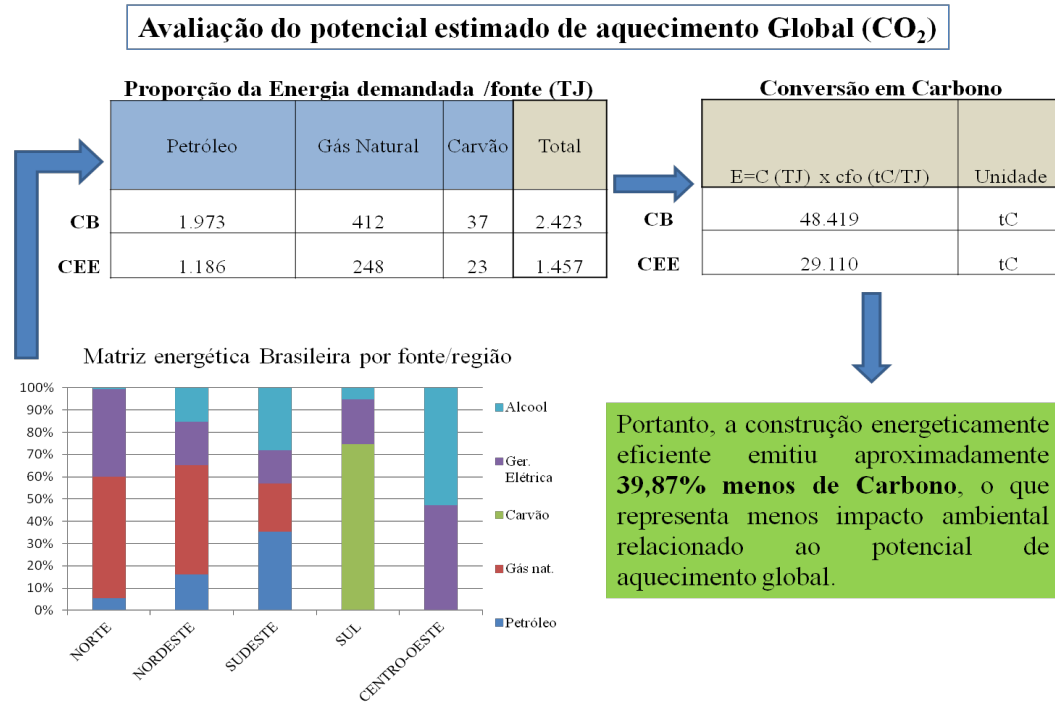 Avaliação do potencial estimado de aquecimento Global (CO₂)
Proporção da Energia demandada /fonte (TJ)
Petróleo Gás Natural Carvão Total
CB 1.973 412 37 2.423
CEE 1.186 248 23 1.457
Conversão em Carbono
E=C (TJ) x cfo (tC/TJ) Unidade
CB 48.419 tC
CEE 29.110 tC
Matriz energética Brasileira por fonte/região
100%
90%
80%
70%
60%
50%
40%
30%
20%
10%
0%
NORTE
NORDESTE
SUDESTE
SUL
CENTRO-OESTE
Alcool
Ger.
Elétrica
Carvão
Gás nat.
Petróleo
Portanto, a construção energeticamente
eficiente emitiu aproximadamente
39,87% menos de Carbono, o que
representa menos impacto ambiental
relacionado ao potencial de
aquecimento global.